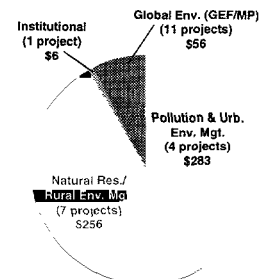 Institutional
(1 project)
$6
Global Env. (GEF/MP)
(11 projects)
$56
Pollution & Urb.
Env. Mgt.
(4 projects)
$283
Natural Res./
Rural Env. Mg
(7 projects)
$256